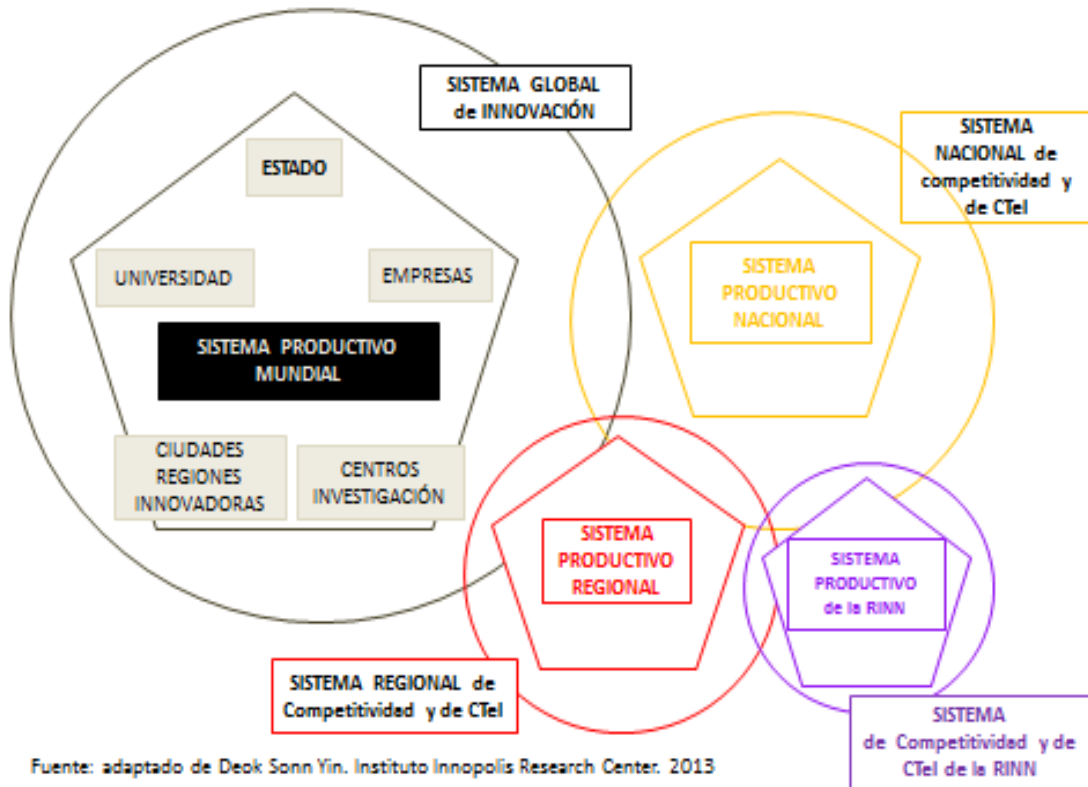 SISTEMA GLOBAL
de INNOVACIÓN
ESTADO
UNIVERSIDAD
EMPRESAS
SISTEMA PRODUCTIVO
MUNDIAL
CIUDADES
REGIONES
INNOVADORAS
CENTROS
INVESTIGACIÓN
SISTEMA
NACIONAL de
competitividad y
de CTeI
SISTEMA
PRODUCTIVO
NACIONAL
SISTEMA
PRODUCTIVO
REGIONAL
SISTEMA
PRODUCTIVO
de la RINN
SISTEMA REGIONAL de
Competitividad y de CTeI
SISTEMA
de Competitividad y de
CTeI de la RINN
Fuente: adaptado de Deok Sonn Yin. Instituto Innopolis Research Center. 2013